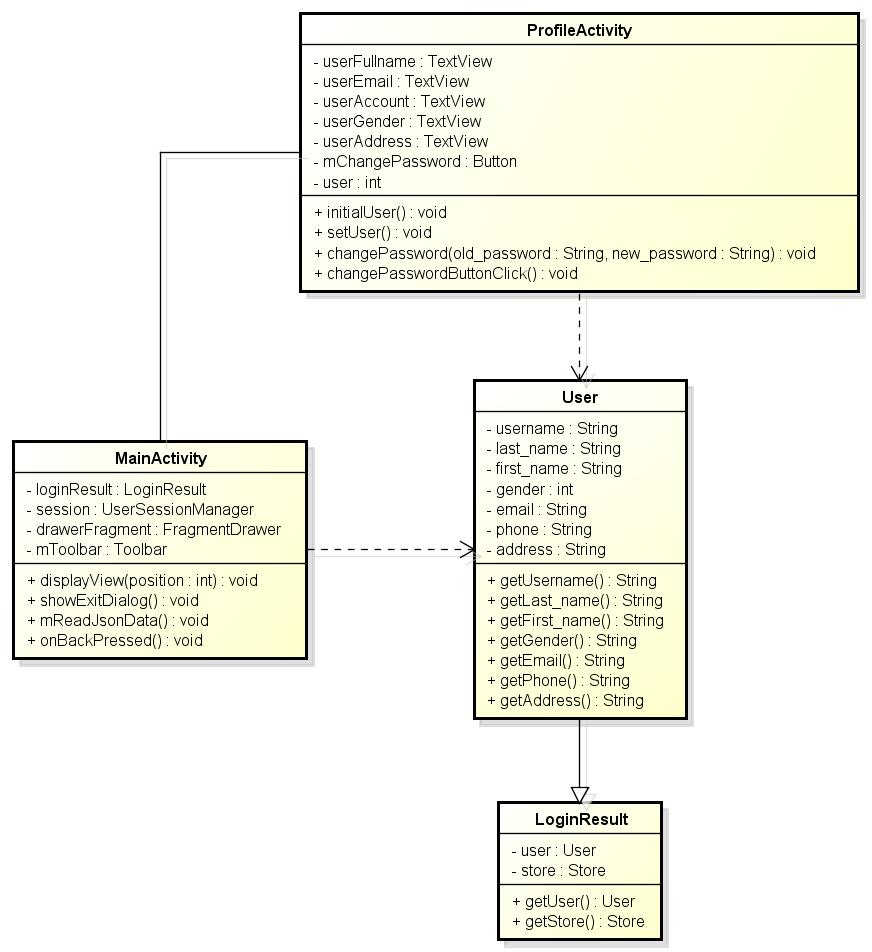 ProfileActivity
- userFullname : TextView
- userEmail : TextView
- userAccount : TextView
- userGender : TextView
- userAddress : TextView
- mChangePassword : Button
- user : int
+ initialUser() : void
+ setUser() : void
+ changePassword(old_password : String, new_password : String) : void
+ changePasswordButtonClick() : void
User
- username : String
- last_name : String
- first_name : String
- gender : int
- email : String
- phone : String
- address : String
+ getUsername() : String
+ getLast_name() : String
+ getFirst_name() : String
+ getGender() : String
+ getEmail() : String
+ getPhone() : String
+ getAddress() : String
MainActivity
- loginResult : LoginResult
- session : UserSessionManager
- drawerFragment : FragmentDrawer
- mToolbar : Toolbar
+ displayView(position : int) : void
+ showExitDialog() : void
+ mReadJsonData() : void
+ onBackPressed() : void
LoginResult
- user : User
- store : Store
+ getUser() : User
+ getStore() : Store